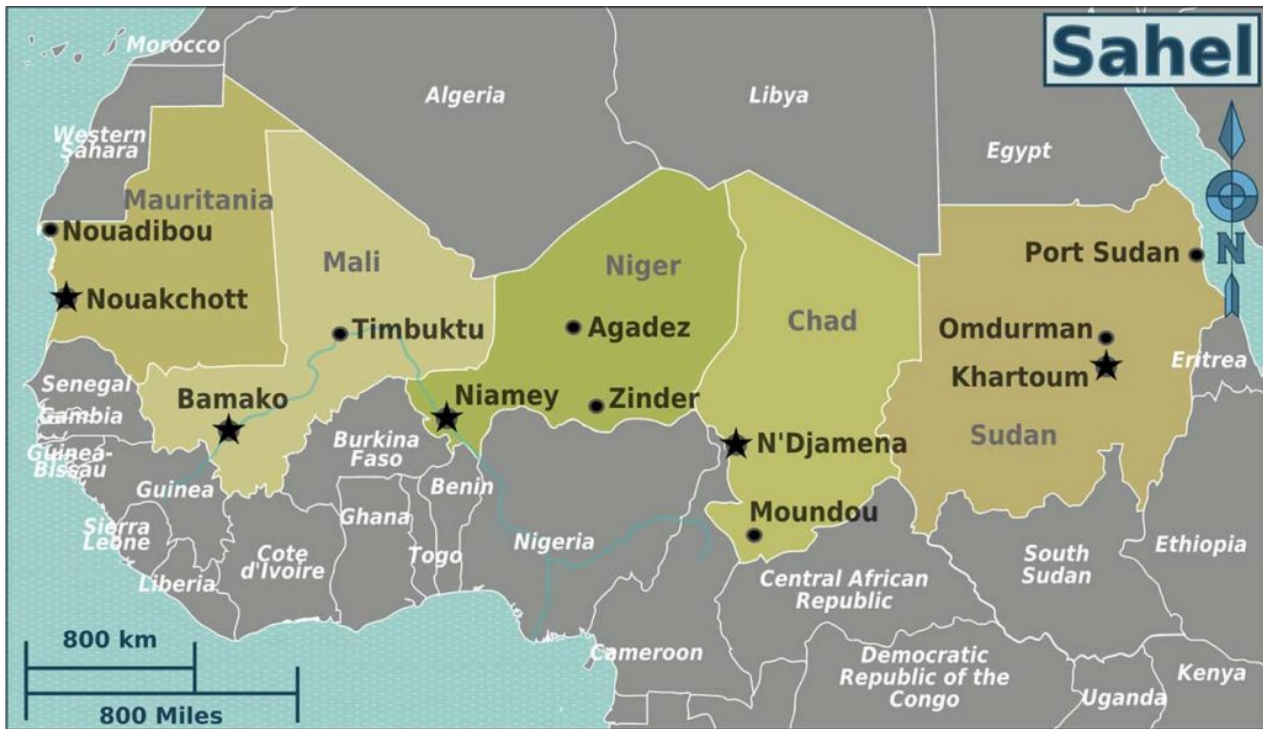 Sahel
Morocco
Algeria
Libya
Egypt
Western
Sahara
Mauritania
Nouadibou
Nouakchott
Mali
Timbuktu
Bamako
Niger
Agadez
Niamey
Zinder
Chad
N'Djamena
Moundou
Port Sudan
Omdurman
Khartoum
Sudan
N
Eritrea
Senegal
Gambia
Guinea-
Bissau
Guinea
Sierra
Leone
Liberia
Cote
d'Ivoire
Burkina
Faso
Ghana
Togo
Benin
Nigeria
Cameroon
Central African
Republic
South
Sudan
Ethiopia
Democratic
Republic of the
Congo
Uganda
Kenya
800 km
800 Miles